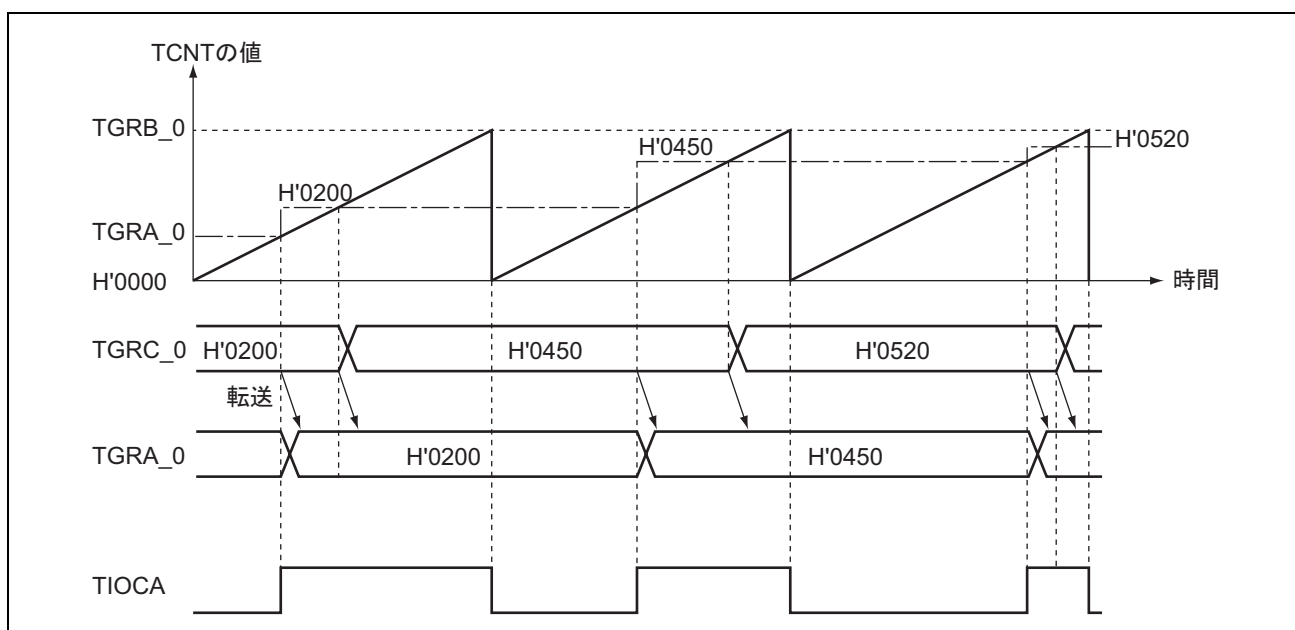 TCNTの値
TGRB_0
H'0450
H'0520
H'0200
TGRA_0
H'0000
時間
TGRC_0 H'0200 H'0450 H'0520
転送
TGRA_0 H'0200 H'0450
TIOCA